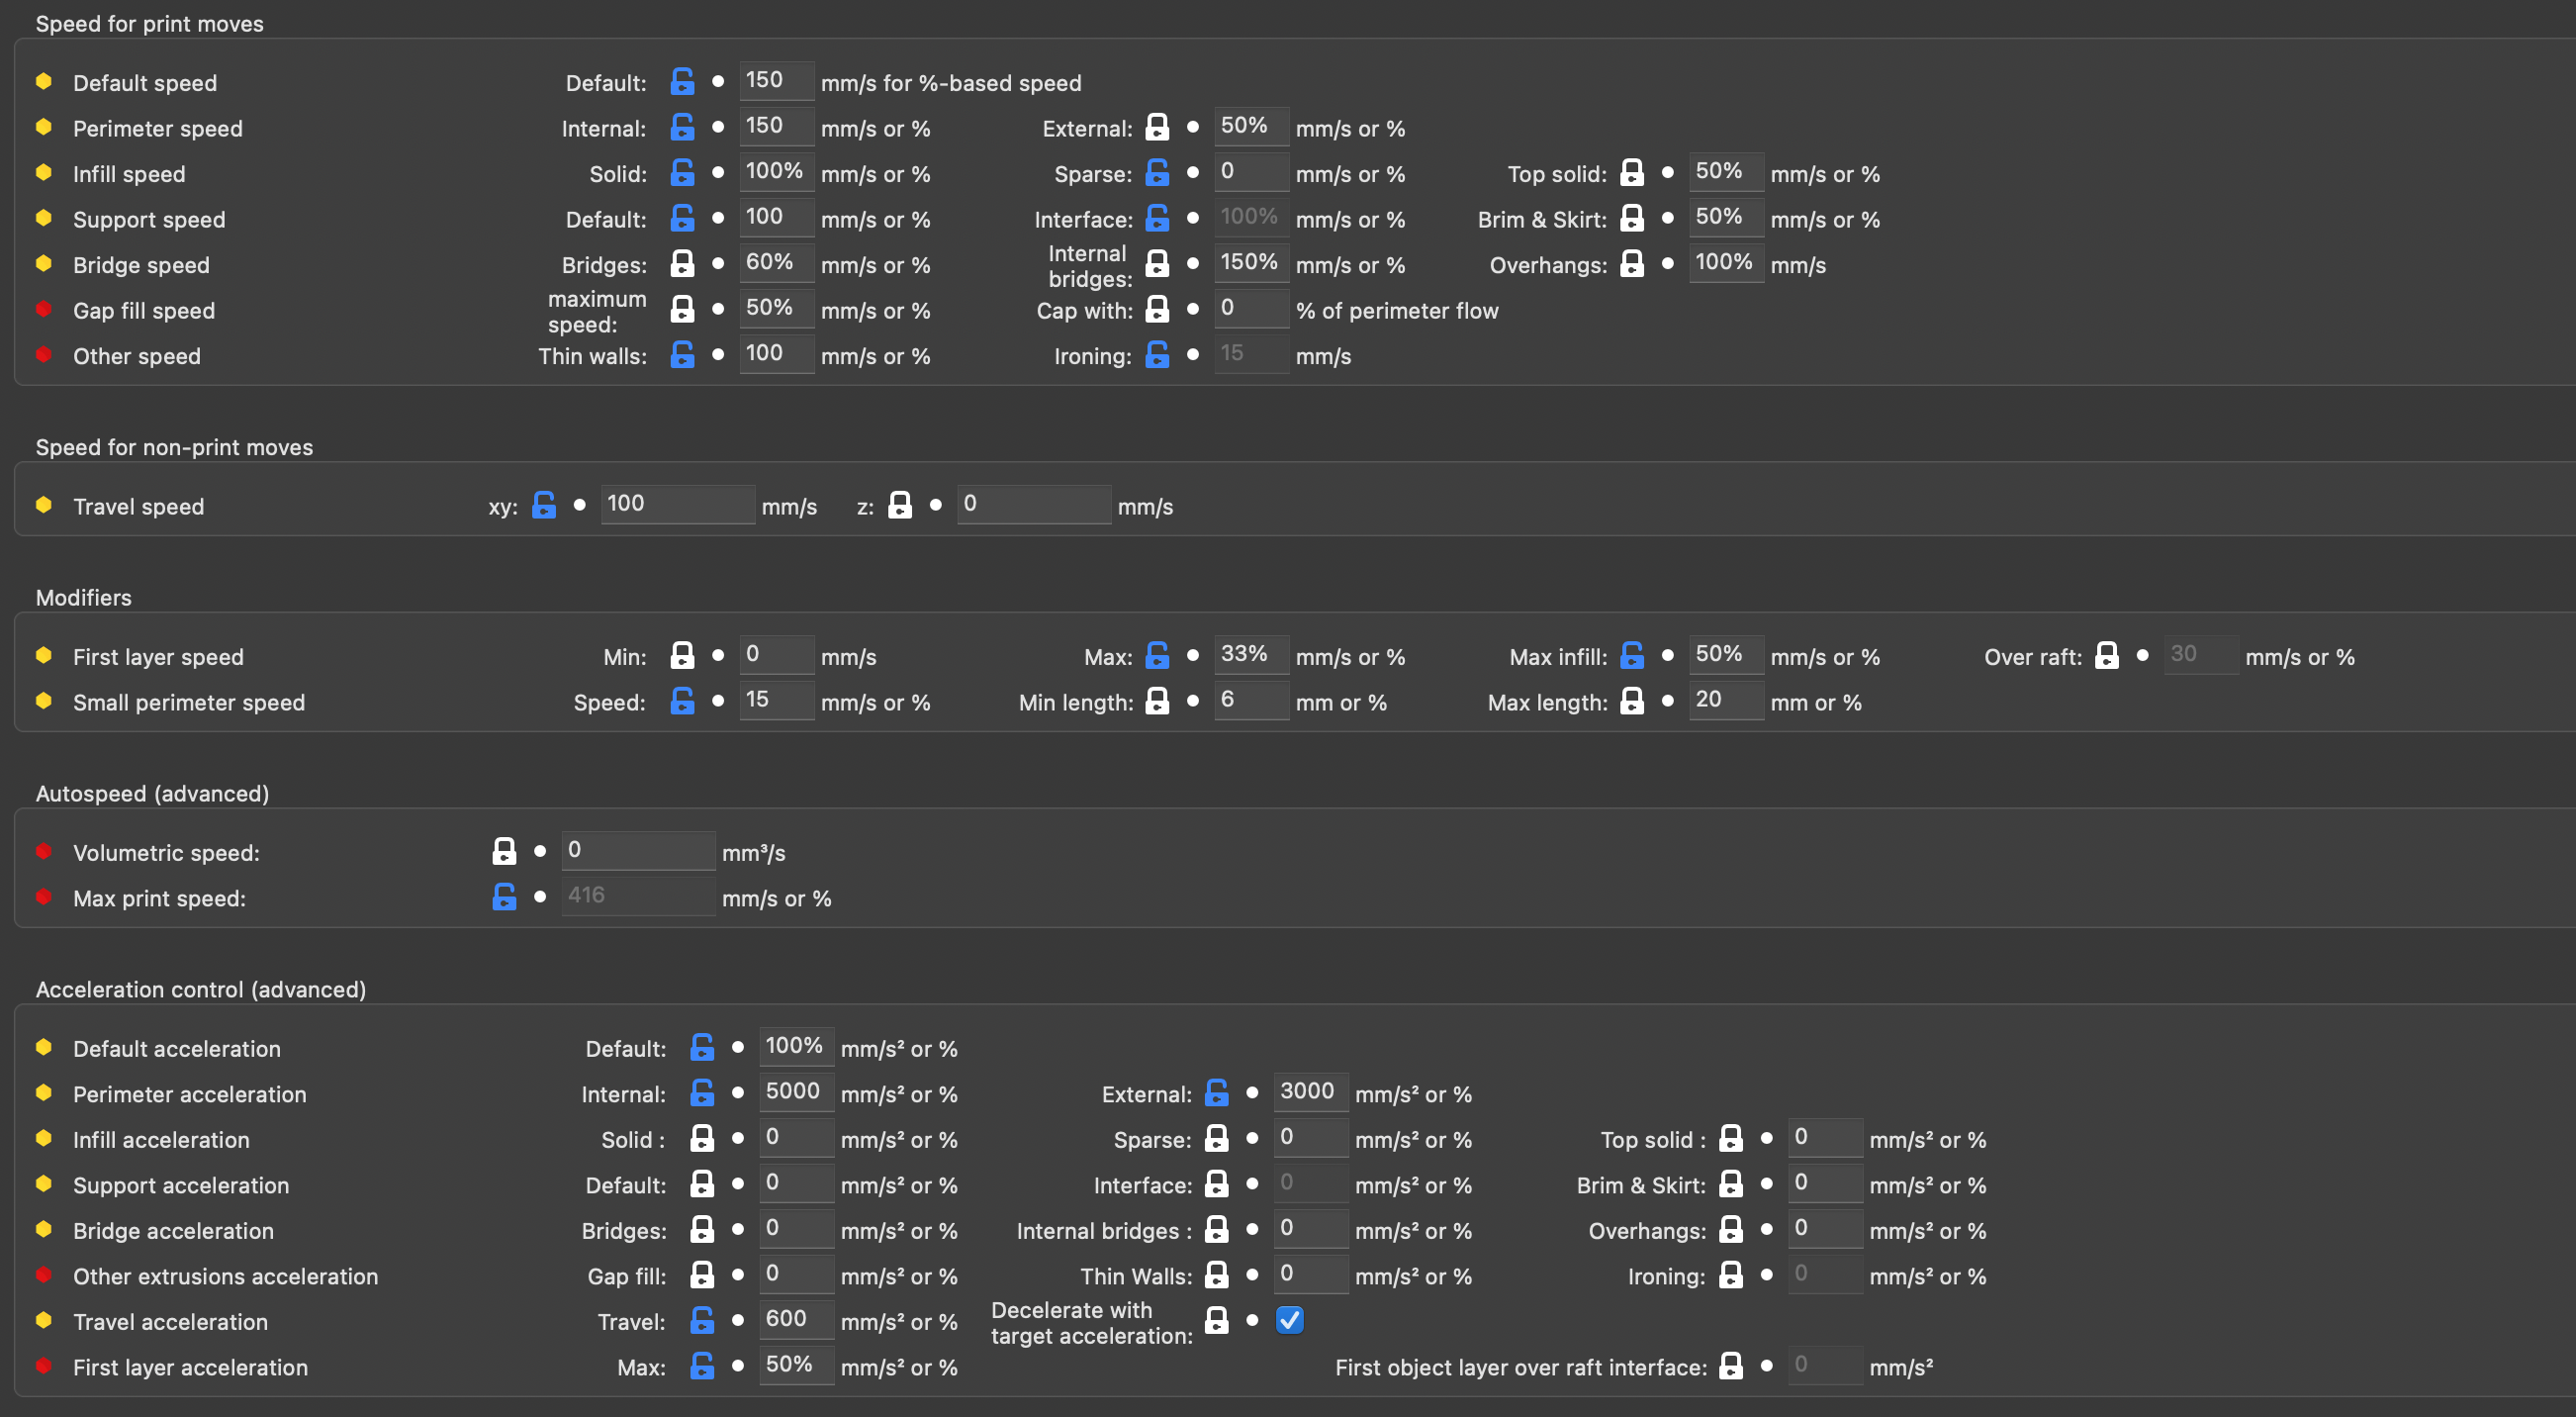 Speed for print moves
Default speed Default: 150 mm/s for %-based speed
Perimeter speed Internal: 150 mm/s or % External: 50% mm/s or %
Infill speed Solid: 100% mm/s or % Sparse: 0 mm/s or % Top solid: 50% mm/s or %
Support speed Default: 100 mm/s or % Interface: 100% mm/s or % Brim & Skirt: 50% mm/s or %
Bridge speed Bridges: 60% mm/s or % Internal bridges: 150% mm/s or % Overhangs: 100% mm/s
Gap fill speed maximum speed: 50% mm/s or % Cap with: 0 % of perimeter flow
Other speed Thin walls: 100 mm/s or % Ironing: 15 mm/s
Speed for non-print moves
Travel speed xy: 100 mm/s z: 0 mm/s
Modifiers
First layer speed Min: 0 mm/s Max: 33% mm/s or % Max infill: 50% mm/s or % Over raft: 30 mm/s or %
Small perimeter speed Speed: 15 mm/s or % Min length: 6 mm or % Max length: 20 mm or %
Autospeed (advanced)
Volumetric speed: 0 mm³/s
Max print speed: 416 mm/s or %
Acceleration control (advanced)
Default acceleration Default: 100% mm/s² or %
Perimeter acceleration Internal: 5000 mm/s² or % External: 3000 mm/s² or %
Infill acceleration Solid : 0 mm/s² or % Sparse: 0 mm/s² or % Top solid : 0 mm/s² or %
Support acceleration Default: 0 mm/s² or % Interface: 0 mm/s² or % Brim & Skirt: 0 mm/s² or %
Bridge acceleration Bridges: 0 mm/s² or % Internal bridges : 0 mm/s² or % Overhangs: 0 mm/s² or %
Other extrusions acceleration Gap fill: 0 mm/s² or % Thin Walls: 0 mm/s² or % Ironing: 0 mm/s² or %
Travel acceleration Travel: 600 mm/s² or % Decelerate with target acceleration:
First layer acceleration Max: 50% mm/s² or % First object layer over raft interface: 0 mm/s²